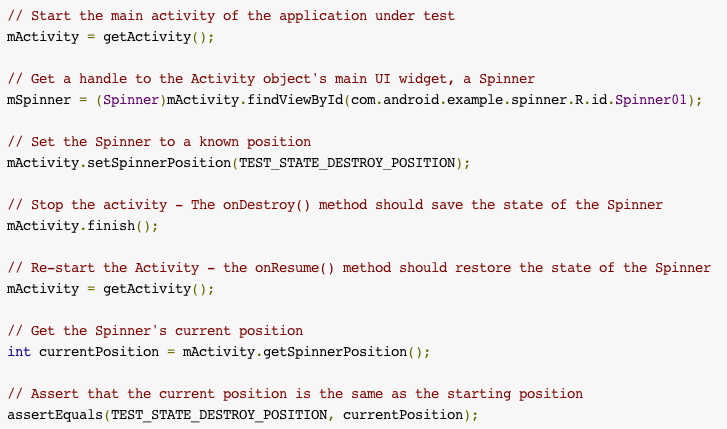 // Start the main activity of the application under test
mActivity = getActivity();
// Get a handle to the Activity object's main UI widget, a Spinner
mSpinner = (Spinner)mActivity.findViewById(com.android.example.spinner.R.id.Spinner01);
// Set the Spinner to a known position
mActivity.setSpinnerPosition(TEST_STATE_DESTROY_POSITION);
// Stop the activity - The onDestroy() method should save the state of the Spinner
mActivity.finish();
// Re-start the Activity - the onResume() method should restore the state of the Spinner
mActivity = getActivity();
// Get the Spinner's current position
int currentPosition = mActivity.getSpinnerPosition();
// Assert that the current position is the same as the starting position
assertEquals(TEST_STATE_DESTROY_POSITION, currentPosition);